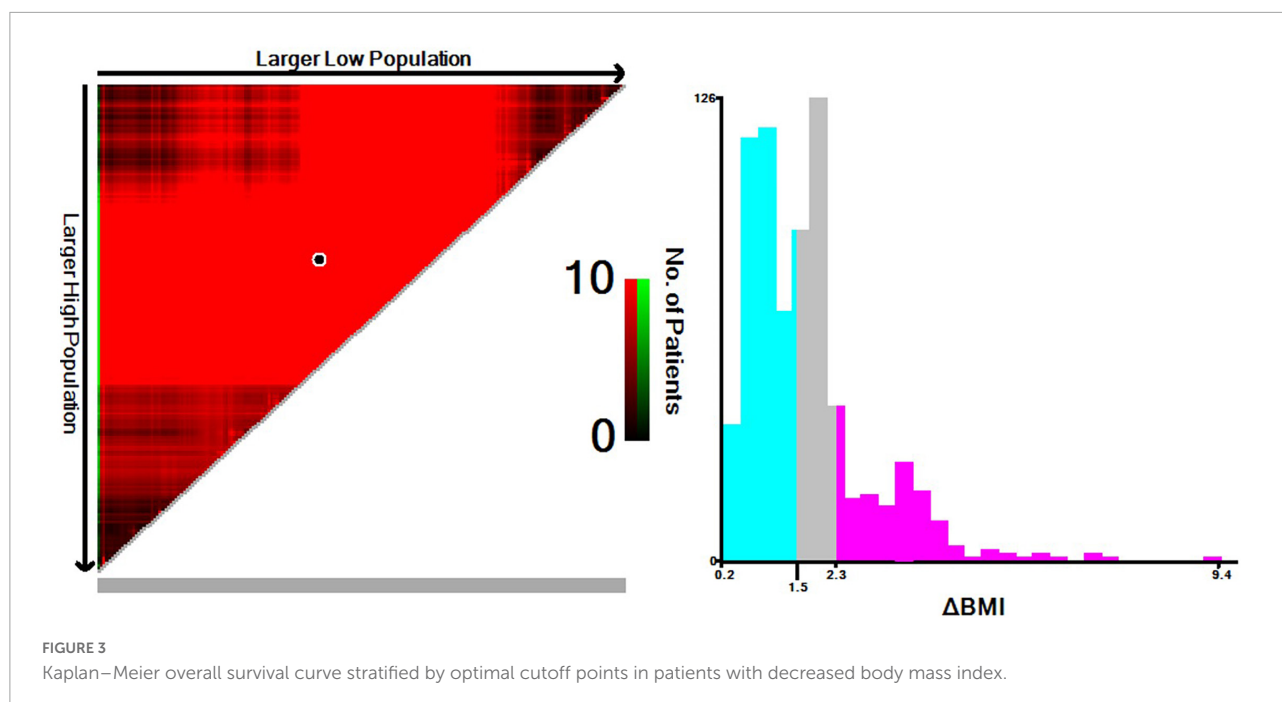 Larger Low Population
Larger High Population
10
0
No. of Patients
126
0
0.2
1.5
2.3
9.4
ΔBMI
FIGURE 3
Kaplan–Meier overall survival curve stratified by optimal cutoff points in patients with decreased body mass index.